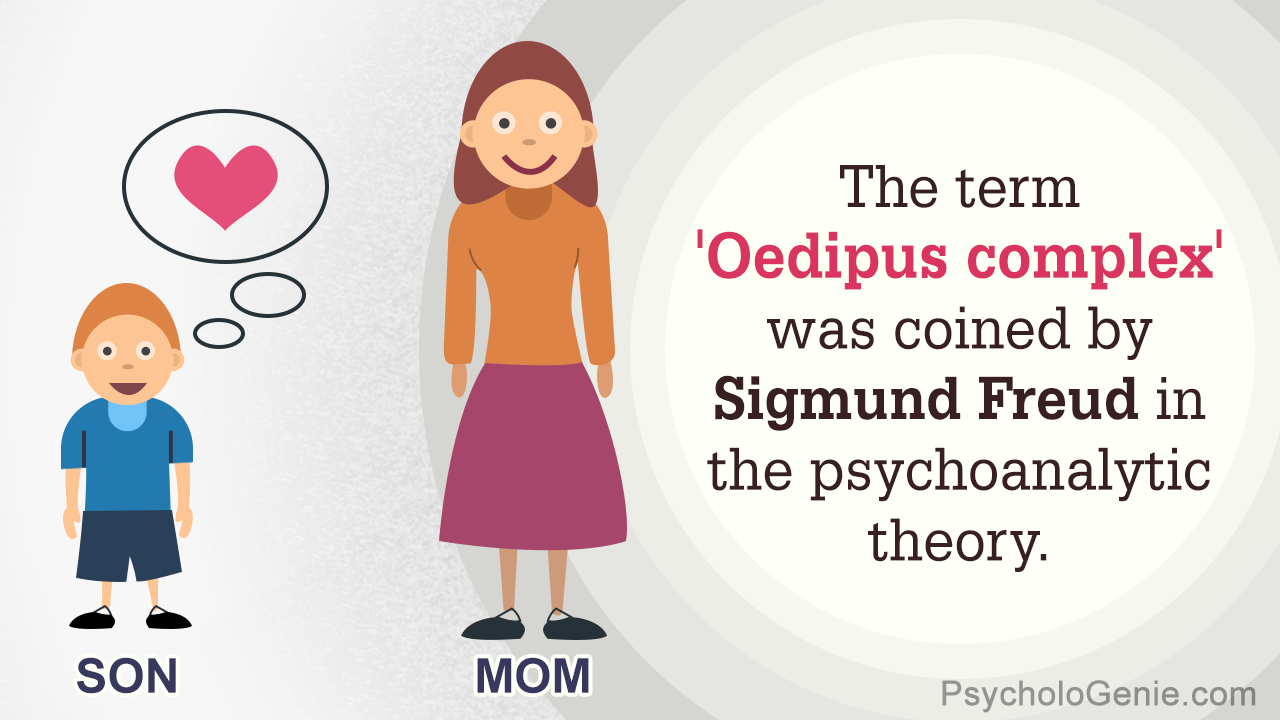 The term
'Oedipus complex'
was coined by
Sigmund Freud in
the psychoanalytic
theory.
SON
MOM
PsycholoGenie.com